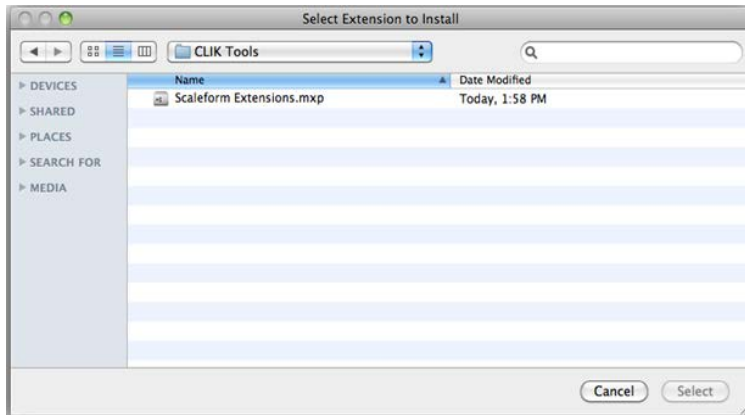 Select Extension to Install
CLIK Tools
DEVICES
SHARED
PLACES
SEARCH FOR
MEDIA
Name Date Modified
Scaleform Extensions.mxp Today, 1:58 PM
Cancel Select